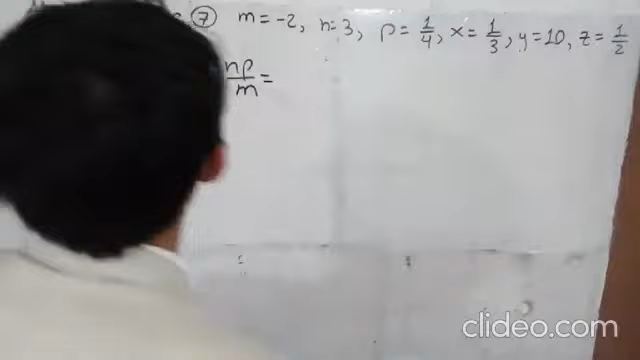 ⑦ m = -2, n = 3, p = 1/4, x = 1/3, y = 10, z = 1/2
np/m =
clideo.com